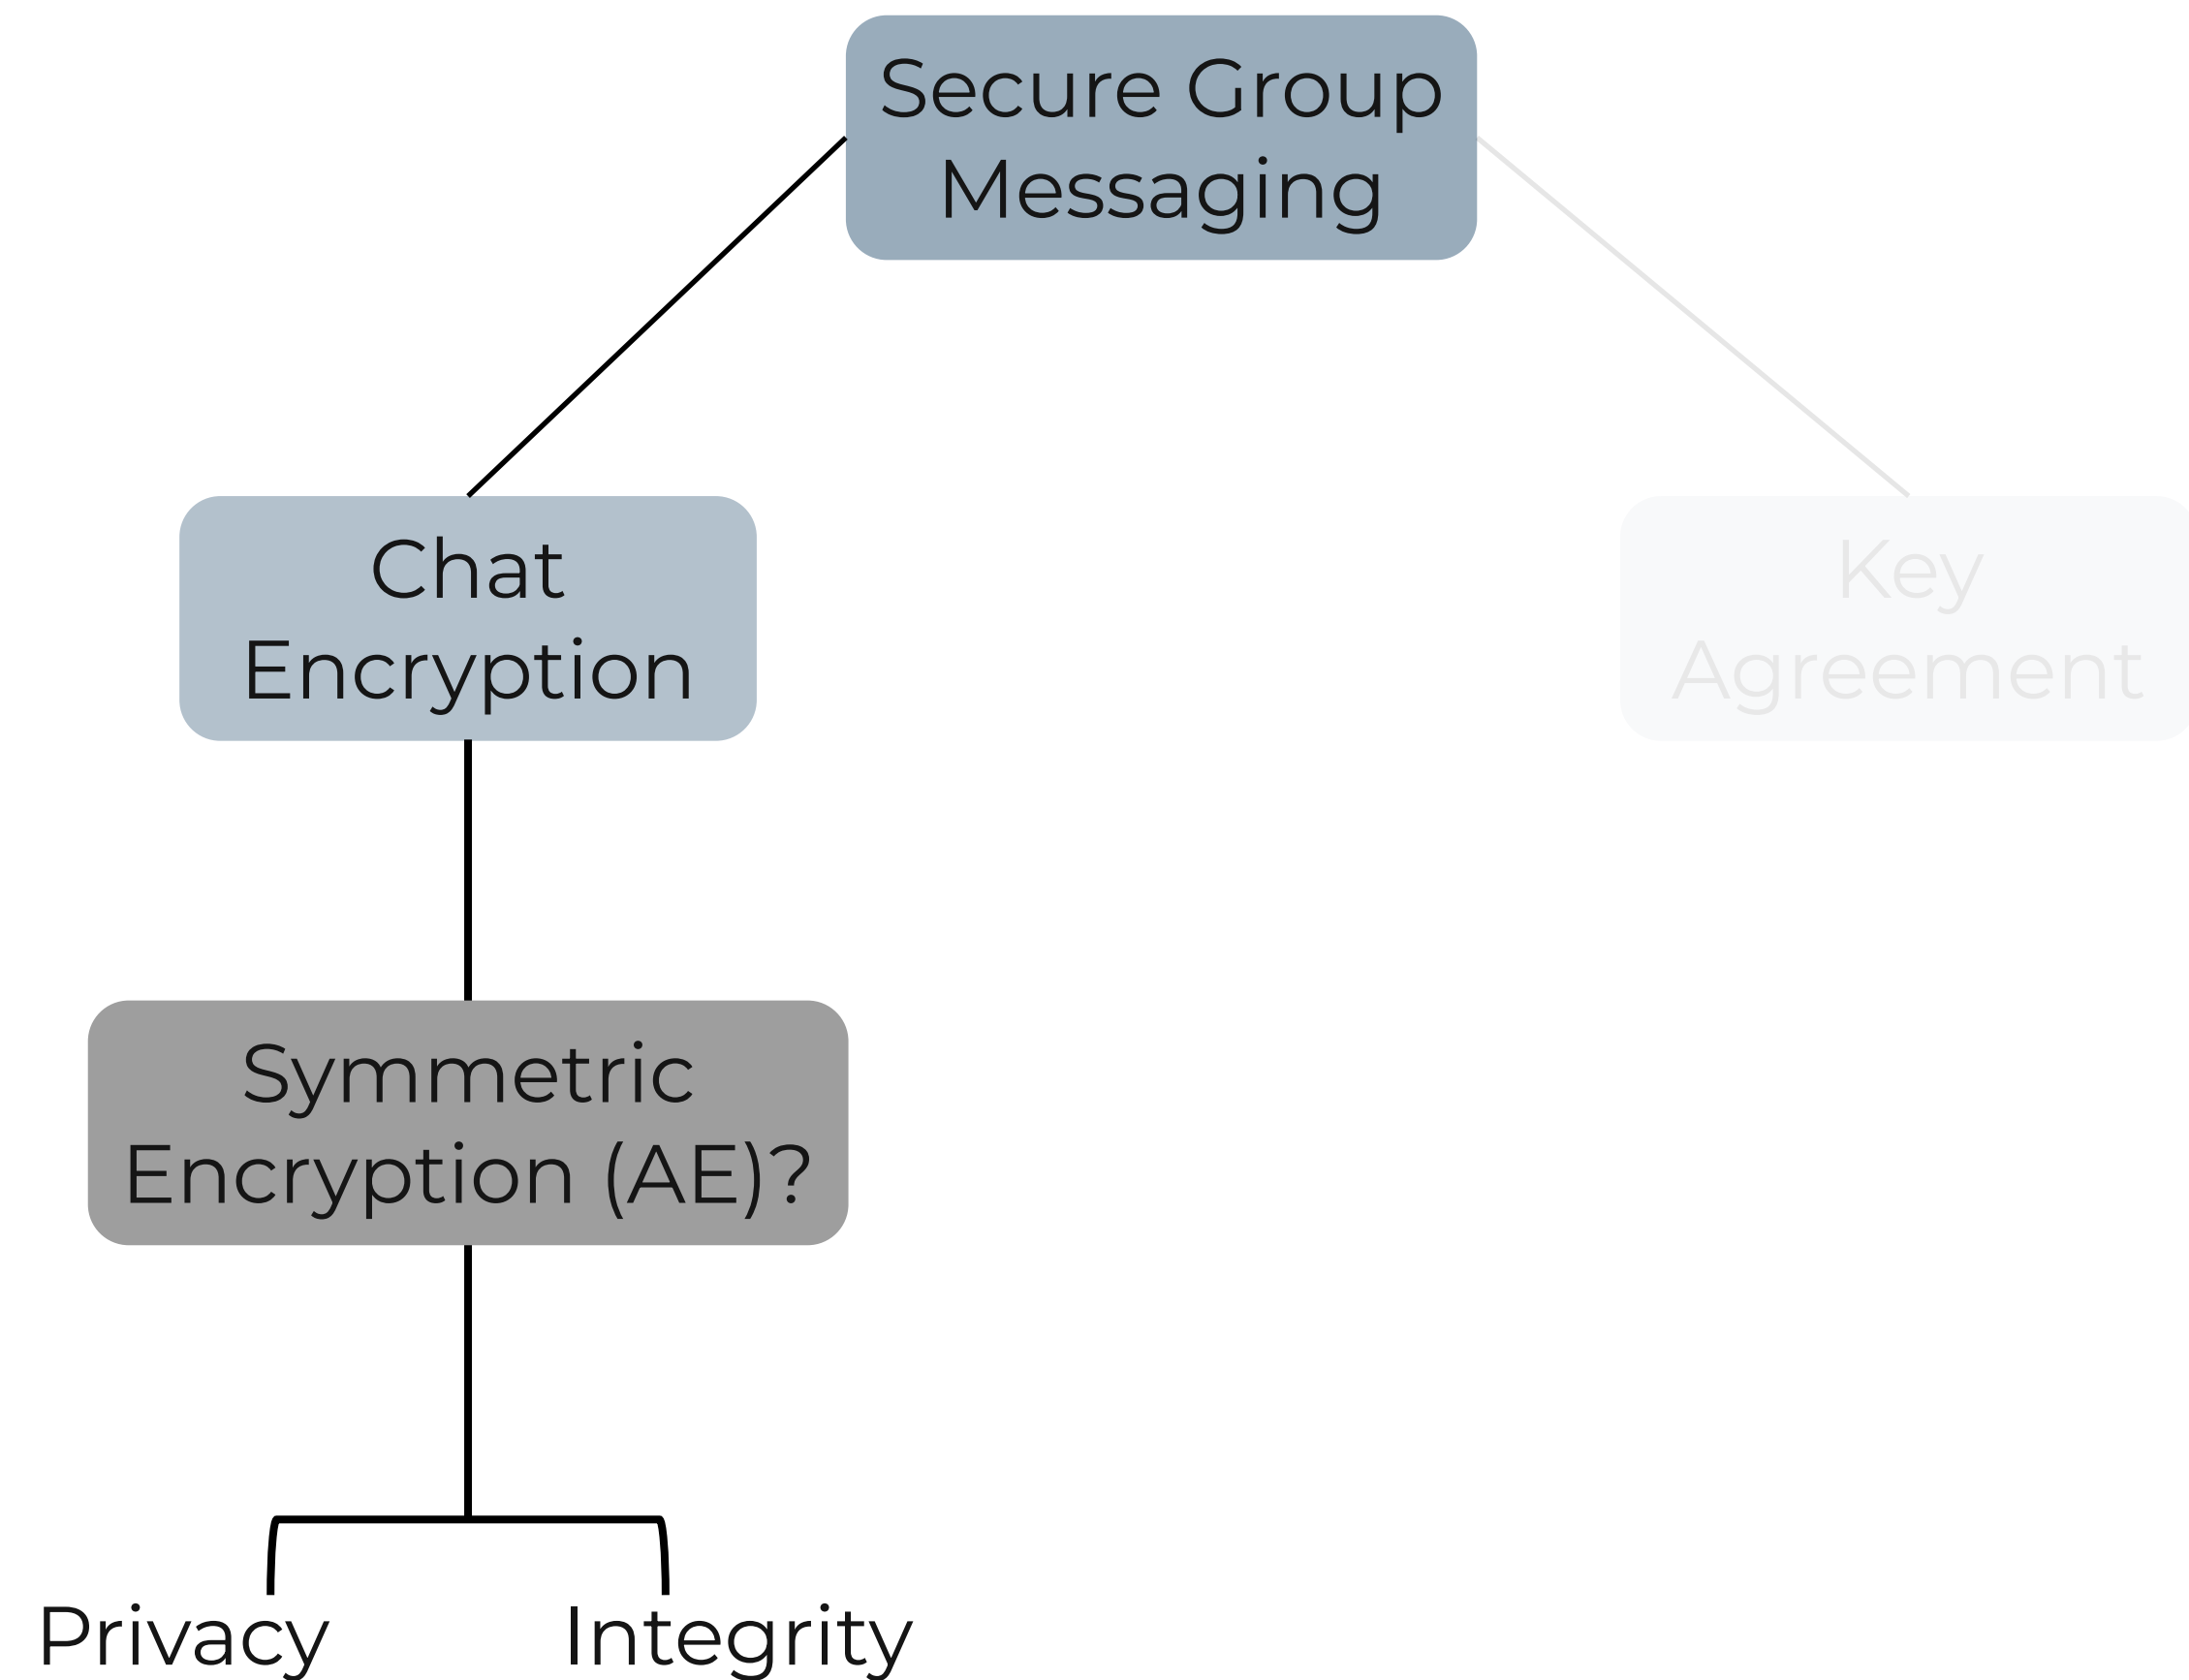 Secure Group
Messaging
Chat
Encryption
Key
Agreement
Symmetric
Encryption (AE)?
Privacy
Integrity